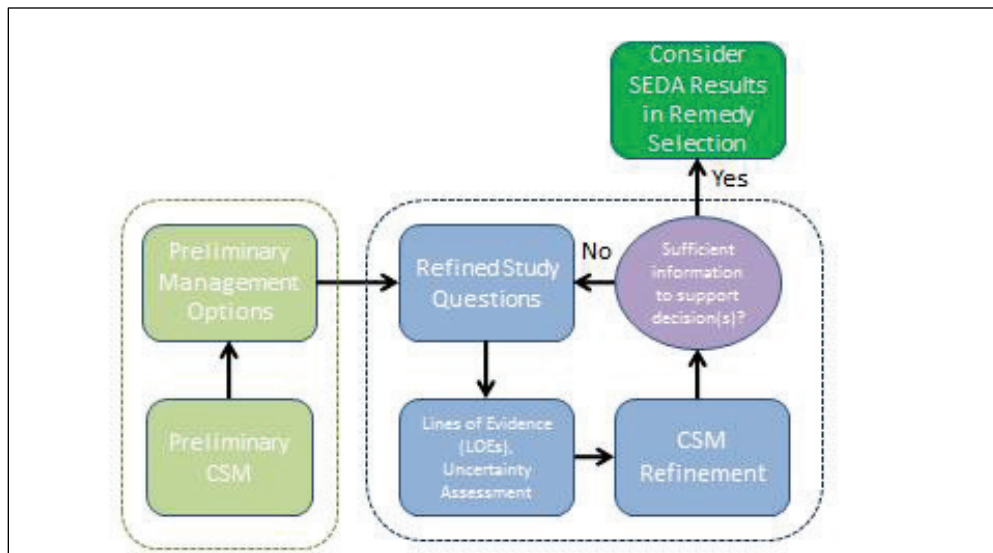 Consider
SEDA Results
in Remedy
Selection
Yes
Preliminary
Management
Options
Refined Study
Questions
No
Sufficient
information
to support
decision(s)?
Preliminary
CSM
Lines of Evidence
(LOEs),
Uncertainty
Assessment
CSM
Refinement